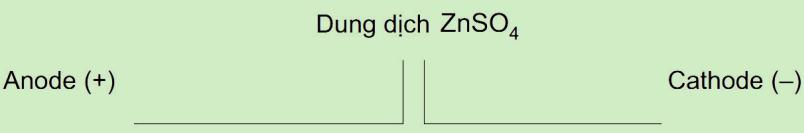 Dung dịch ZnSO₄
Anode (+)
Cathode (–)